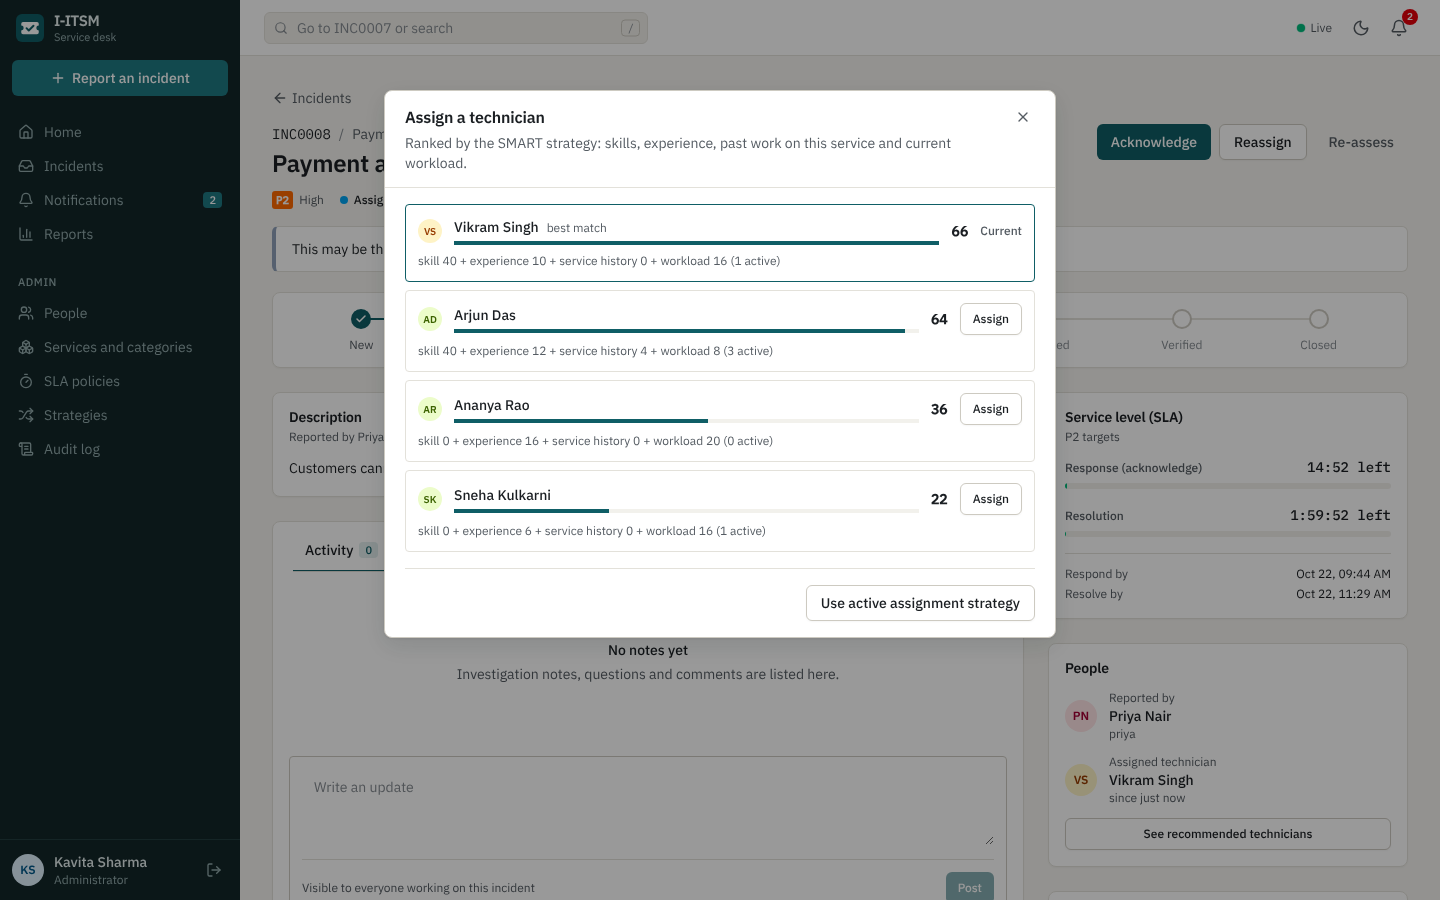 I-ITSM
Service desk
Report an incident
Home
Incidents
Notifications 2
Reports
ADMIN
People
Services and categories
SLA policies
Strategies
Audit log
KS
Kavita Sharma
Administrator
Go to INC0007 or search /
Live
2
Incidents
INC0008 / Paym
Payment a
P2 High Assig
Acknowledge
Reassign
Re-assess
This may be th
New
ed
Verified
Closed
Assign a technician
Ranked by the SMART strategy: skills, experience, past work on this service and current
workload.
VS Vikram Singh best match 66 Current
skill 40 + experience 10 + service history 0 + workload 16 (1 active)
AD Arjun Das 64 Assign
skill 40 + experience 12 + service history 4 + workload 8 (3 active)
AR Ananya Rao 36 Assign
skill 0 + experience 16 + service history 0 + workload 20 (0 active)
SK Sneha Kulkarni 22 Assign
skill 0 + experience 6 + service history 0 + workload 16 (1 active)
Use active assignment strategy
Description
Reported by Priya
Customers can
Activity 0
No notes yet
Investigation notes, questions and comments are listed here.
Write an update
Visible to everyone working on this incident
Post
Service level (SLA)
P2 targets
Response (acknowledge) 14:52 left
Resolution 1:59:52 left
Respond by Oct 22, 09:44 AM
Resolve by Oct 22, 11:29 AM
People
Reported by
PN Priya Nair
priya
Assigned technician
VS Vikram Singh
since just now
See recommended technicians